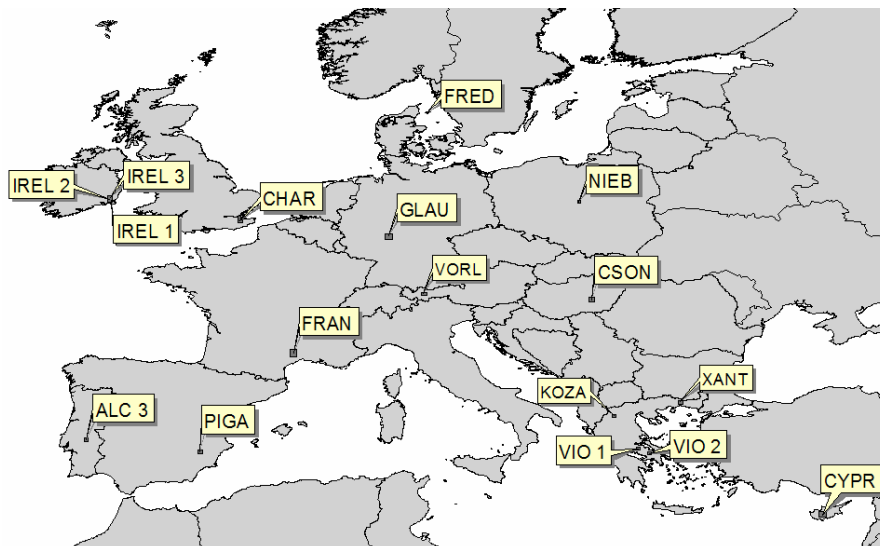 FRED
IREL 3
IREL 2
NIEB
CHAR
GLAU
IREL 1
VORL
CSON
FRAN
XANT
KOZA
ALC 3
PIGA
VIO 1
VIO 2
CYPR